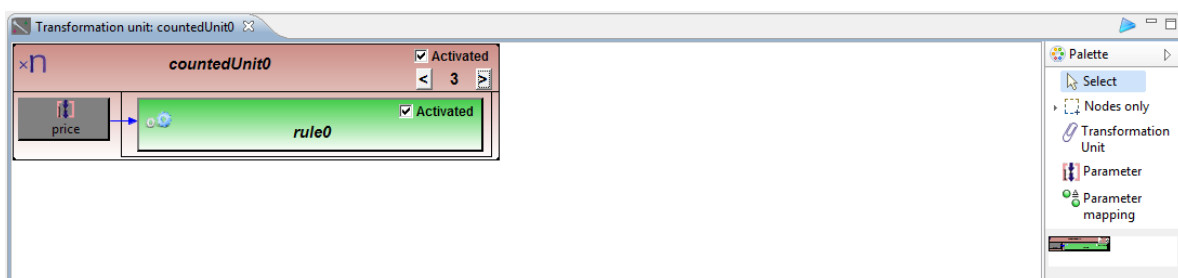 Transformation unit: countedUnit0
×n countedUnit0 Activated
< 3 >
price
Activated
rule0
Palette
Select
Nodes only
Transformation
Unit
Parameter
Parameter
mapping